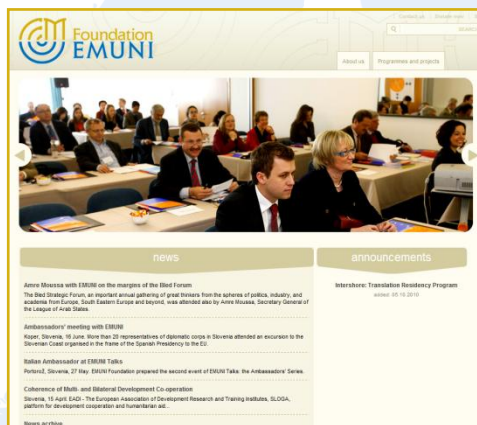 Contact us | Donate now |
Foundation
EMUNI
About us
Programmes and projects
news
announcements
Amre Moussa with EMUNI on the margins of the Bled Forum
The Bled Strategic Forum, an important annual gathering of great thinkers from the spheres of politics, industry, and
academia from Europe, South Eastern Europe and beyond, was attended also by Amre Moussa, Secretary General of
the League of Arab States.
Ambassadors' meeting with EMUNI
Koper, Slovenia, 16 June. More than 20 representatives of diplomatic corps in Slovenia attended an excursion to the
Slovenian Coast organised in the frame of the Spanish Presidency to the EU.
Italian Ambassador at EMUNI Talks
Portorož, Slovenia, 27 May. EMUNI Foundation prepared the second event of EMUNI Talks: the Ambassadors' Series.
Coherence of Multi- and Bilateral Development Co-operation
Slovenia, 15 April. EADI - The European Association of Development Research and Training Institutes, SLOGA,
platform for development cooperation and humanitarian aid...
News archive
Intershore: Translation Residency Program
added: 05.10.2010